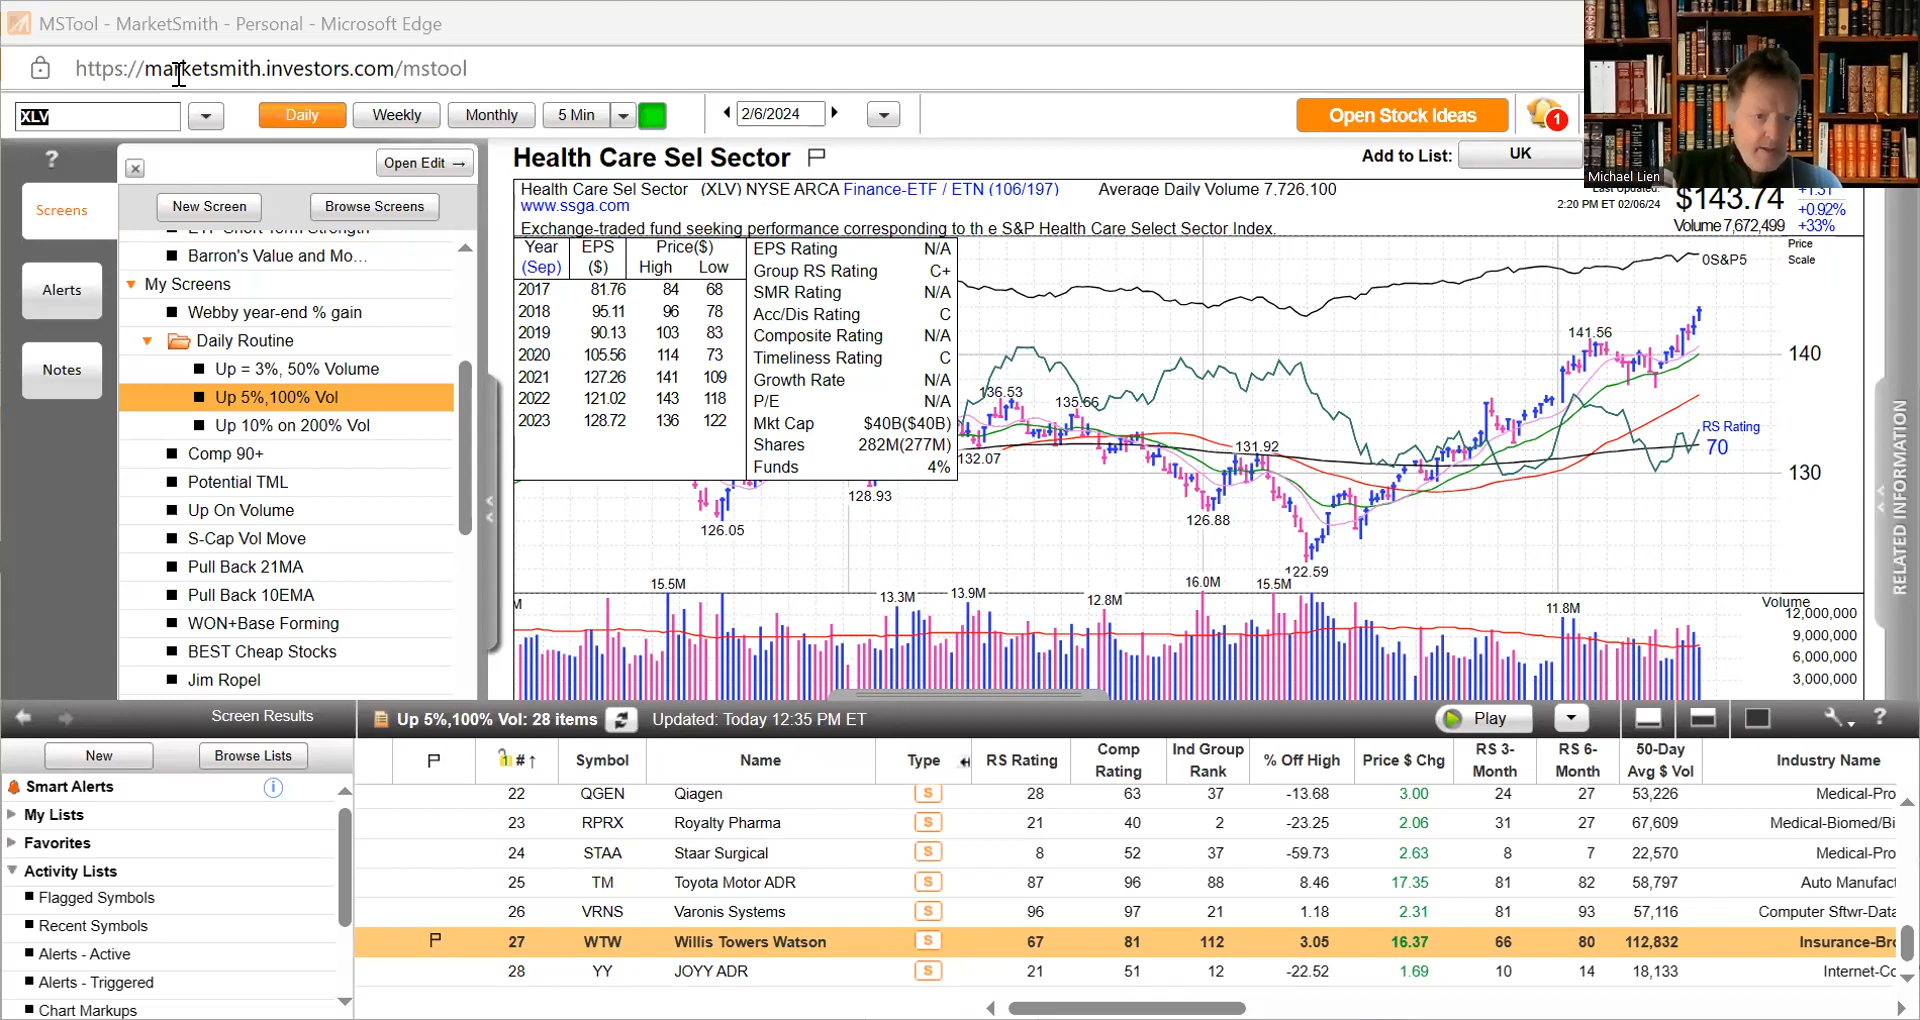 MSTool - MarketSmith - Personal - Microsoft Edge
https://marketsmith.investors.com/mstool
XLV
Daily
Weekly
Monthly
5 Min
2/6/2024
Open Stock Ideas
1
Michael Lien
?
Open Edit →
Health Care Sel Sector
Add to List:
UK
Screens
New Screen
Browse Screens
Barron's Value and Mo...
My Screens
Webby year-end % gain
Daily Routine
Up = 3%, 50% Volume
Up 5%,100% Vol
Up 10% on 200% Vol
Comp 90+
Potential TML
Up On Volume
S-Cap Vol Move
Pull Back 21MA
Pull Back 10EMA
WON+Base Forming
BEST Cheap Stocks
Jim Ropel
Alerts
Notes
Health Care Sel Sector (XLV) NYSE ARCA Finance-ETF / ETN (106/197) Average Daily Volume 7,726,100
www.ssga.com
Exchange-traded fund seeking performance corresponding to th e S&P Health Care Select Sector Index.
Last Updated:
2:20 PM ET 02/06/24
$143.74
+1.31
+0.92%
Volume 7,672,499
+33%
Year EPS Price($)
(Sep) ($) High Low
2017 81.76 84 68
2018 95.11 96 78
2019 90.13 103 83
2020 105.56 114 73
2021 127.26 141 109
2022 121.02 143 118
2023 128.72 136 122
EPS Rating N/A
Group RS Rating C+
SMR Rating N/A
Acc/Dis Rating C
Composite Rating N/A
Timeliness Rating C
Growth Rate N/A
P/E N/A
Mkt Cap $40B($40B)
Shares 282M(277M)
Funds 4%
Price
Scale
0S&P5
141.56
140
136.53
135.66
RS Rating
70
131.92
132.07
130
128.93
126.05
126.88
122.59
15.5M
13.3M
13.9M
12.8M
16.0M
15.5M
11.8M
M
Volume
12,000,000
9,000,000
6,000,000
3,000,000
RELATED INFORMATION
Screen Results
Up 5%,100% Vol: 28 items
Updated: Today 12:35 PM ET
Play
?
New
Browse Lists
Smart Alerts
i
My Lists
Favorites
Activity Lists
Flagged Symbols
Recent Symbols
Alerts - Active
Alerts - Triggered
Chart Markups
1 # ↑ Symbol Name Type RS Rating Comp Rating Ind Group Rank % Off High Price $ Chg RS 3-Month RS 6-Month 50-Day Avg $ Vol Industry Name
22 QGEN Qiagen S 28 63 37 -13.68 3.00 24 27 53,226 Medical-Pro
23 RPRX Royalty Pharma S 21 40 2 -23.25 2.06 31 27 67,609 Medical-Biomed/Bi
24 STAA Staar Surgical S 8 52 37 -59.73 2.63 8 7 22,570 Medical-Pro
25 TM Toyota Motor ADR S 87 96 88 8.46 17.35 81 82 58,797 Auto Manufact
26 VRNS Varonis Systems S 96 97 21 1.18 2.31 81 93 57,116 Computer Sftwr-Data
27 WTW Willis Towers Watson S 67 81 112 3.05 16.37 66 80 112,832 Insurance-Bro
28 YY JOYY ADR S 21 51 12 -22.52 1.69 10 14 18,133 Internet-Co